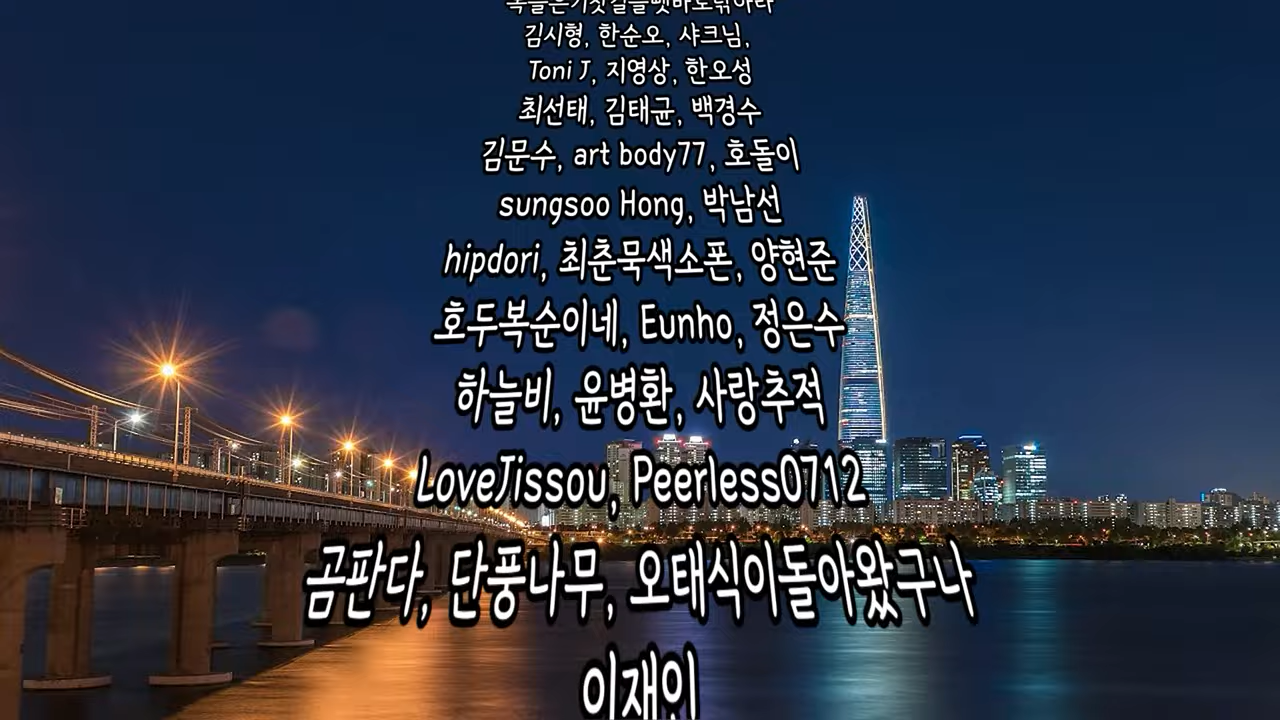 김시형, 한순오, 샤크님,
Toni J, 지영상, 한오성
최선태, 김태균, 백경수
김문수, art body77, 호돌이
sungsoo Hong, 박남선
hipdori, 최춘묵색소폰, 양현준
호두복순이네, Eunho, 정은수
하늘비, 윤병환, 사랑추적
LoveJissou, Peerless0712
곰판다, 단풍나무, 오태식이돌아왔구나
이재인